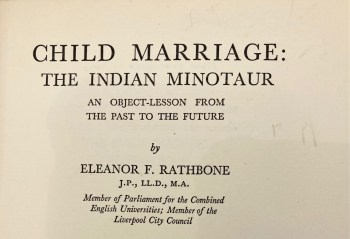 CHILD MARRIAGE:
THE INDIAN MINOTAUR
AN OBJECT-LESSON FROM
THE PAST TO THE FUTURE
by
ELEANOR F. RATHBONE
J.P., LL.D., M.A.
Member of Parliament for the Combined
English Universities; Member of the
Liverpool City Council